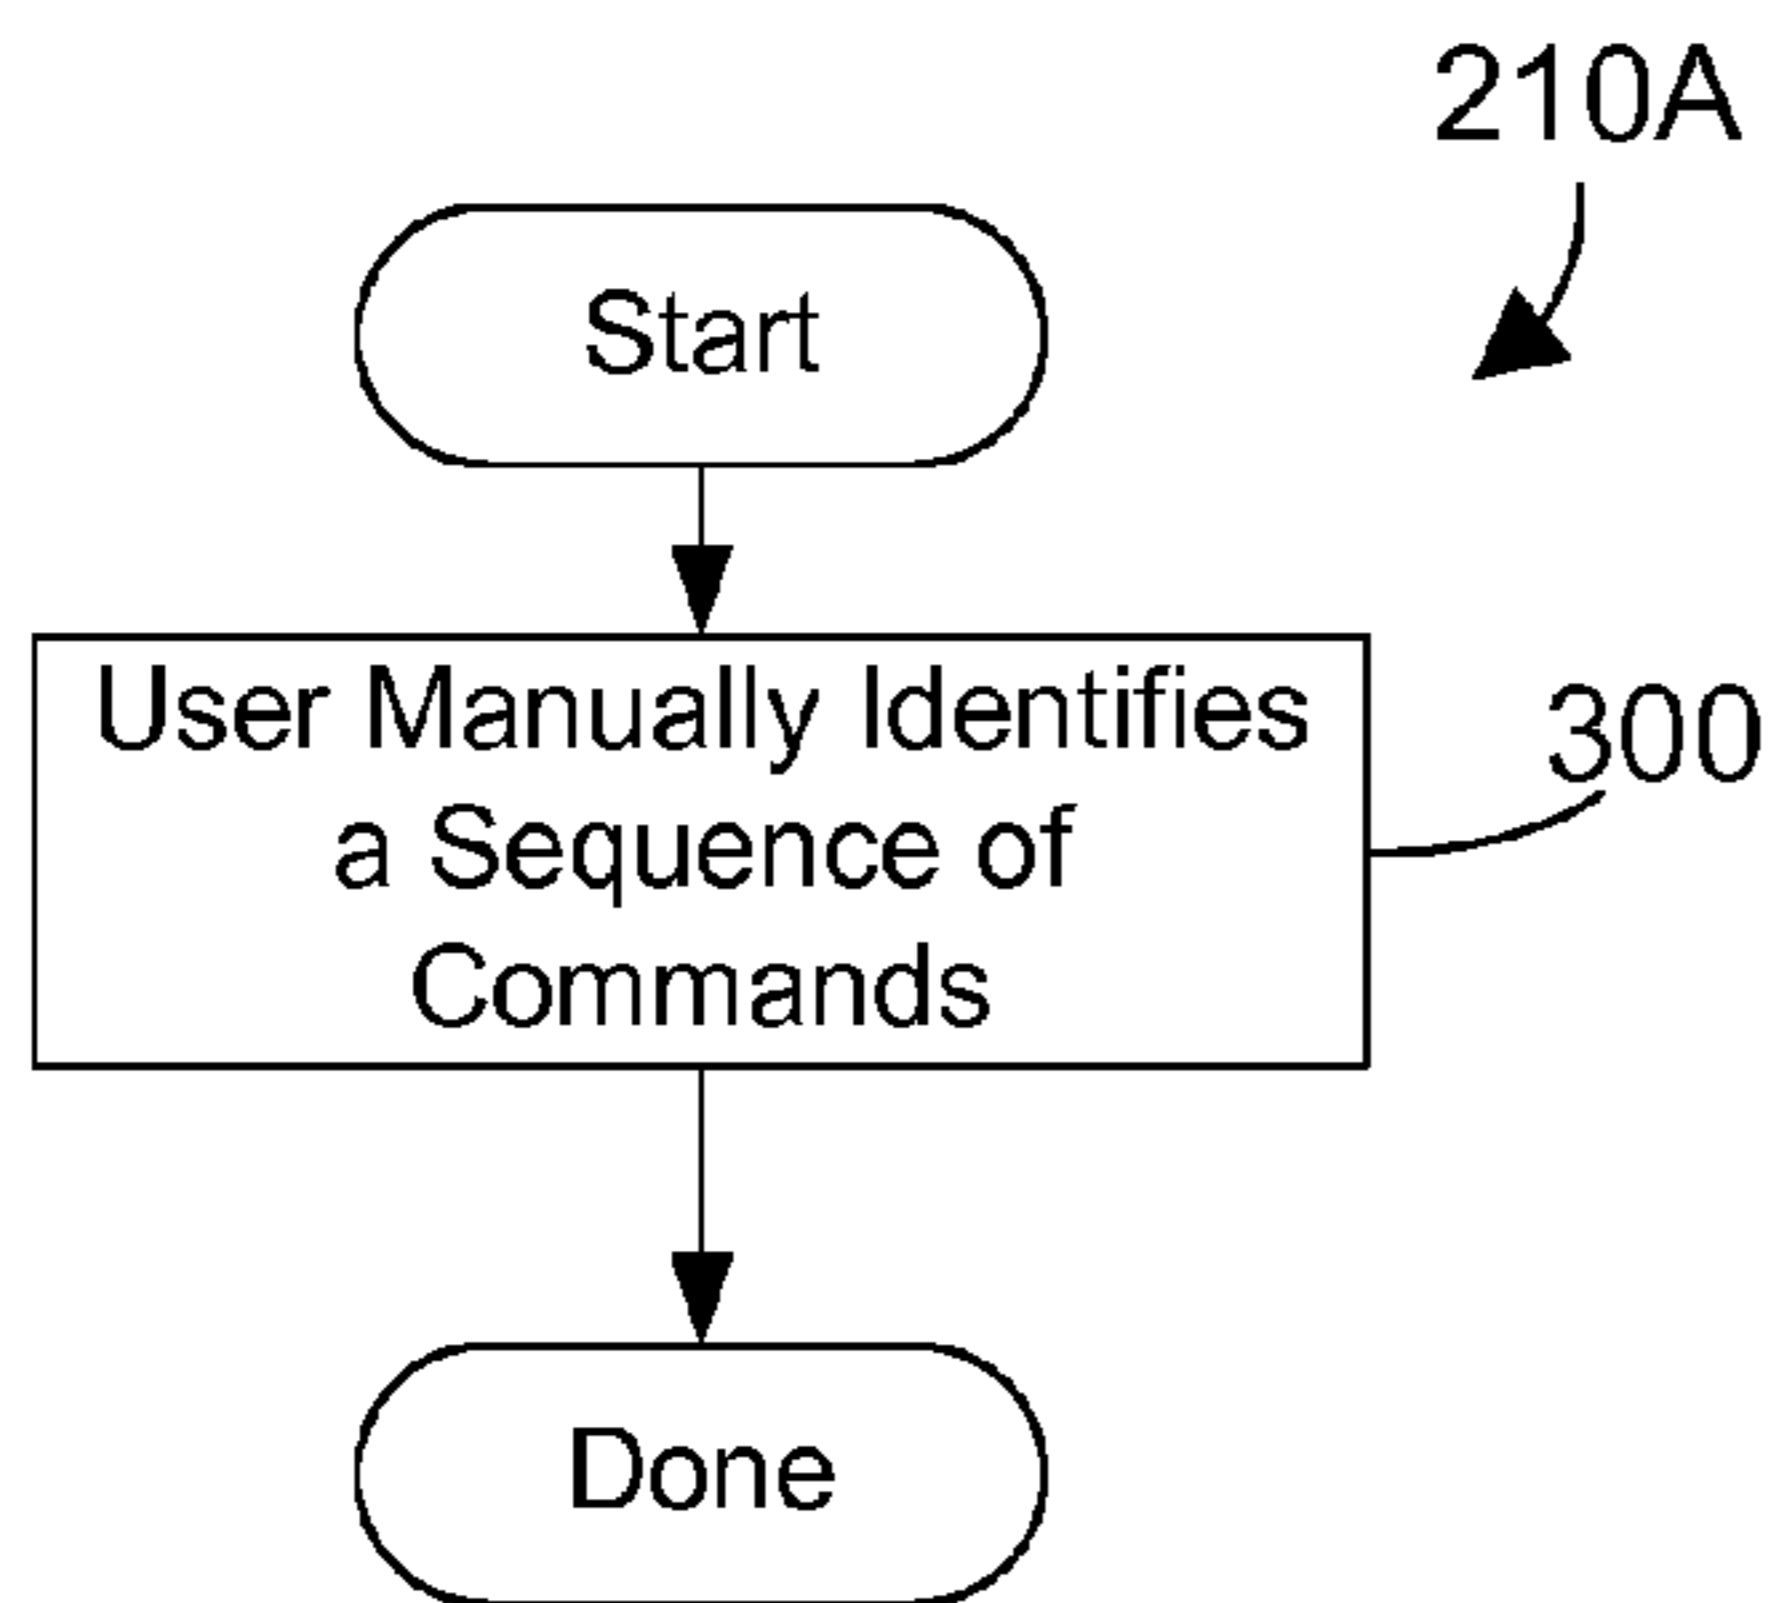 210A
Start
User Manually Identifies
a Sequence of
Commands
300
Done